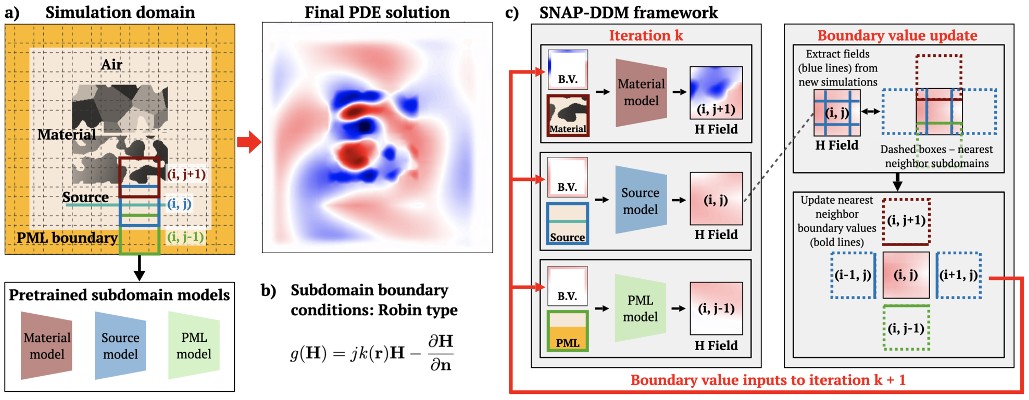 a)
Simulation domain
Air
Material
Source
PML boundary
(i, j+1)
(i, j)
(i, j-1)
Pretrained subdomain models
Material
model
Source
model
PML
model
Final PDE solution
b) Subdomain boundary
conditions: Robin type
g(H) = jk(r)H − ∂H/∂n
c) SNAP-DDM framework
Iteration k
B.V.
Material
Material
model
(i, j+1)
H Field
B.V.
Source
Source
model
(i, j)
H Field
B.V.
PML
PML
model
(i, j-1)
H Field
Boundary value update
Extract fields
(blue lines) from
new simulations
(i, j)
H Field
Dashed boxes – nearest
neighbor subdomains
Update nearest
neighbor
boundary values
(bold lines)
(i, j+1)
(i-1, j)
(i, j)
(i+1, j)
(i, j-1)
Boundary value inputs to iteration k + 1